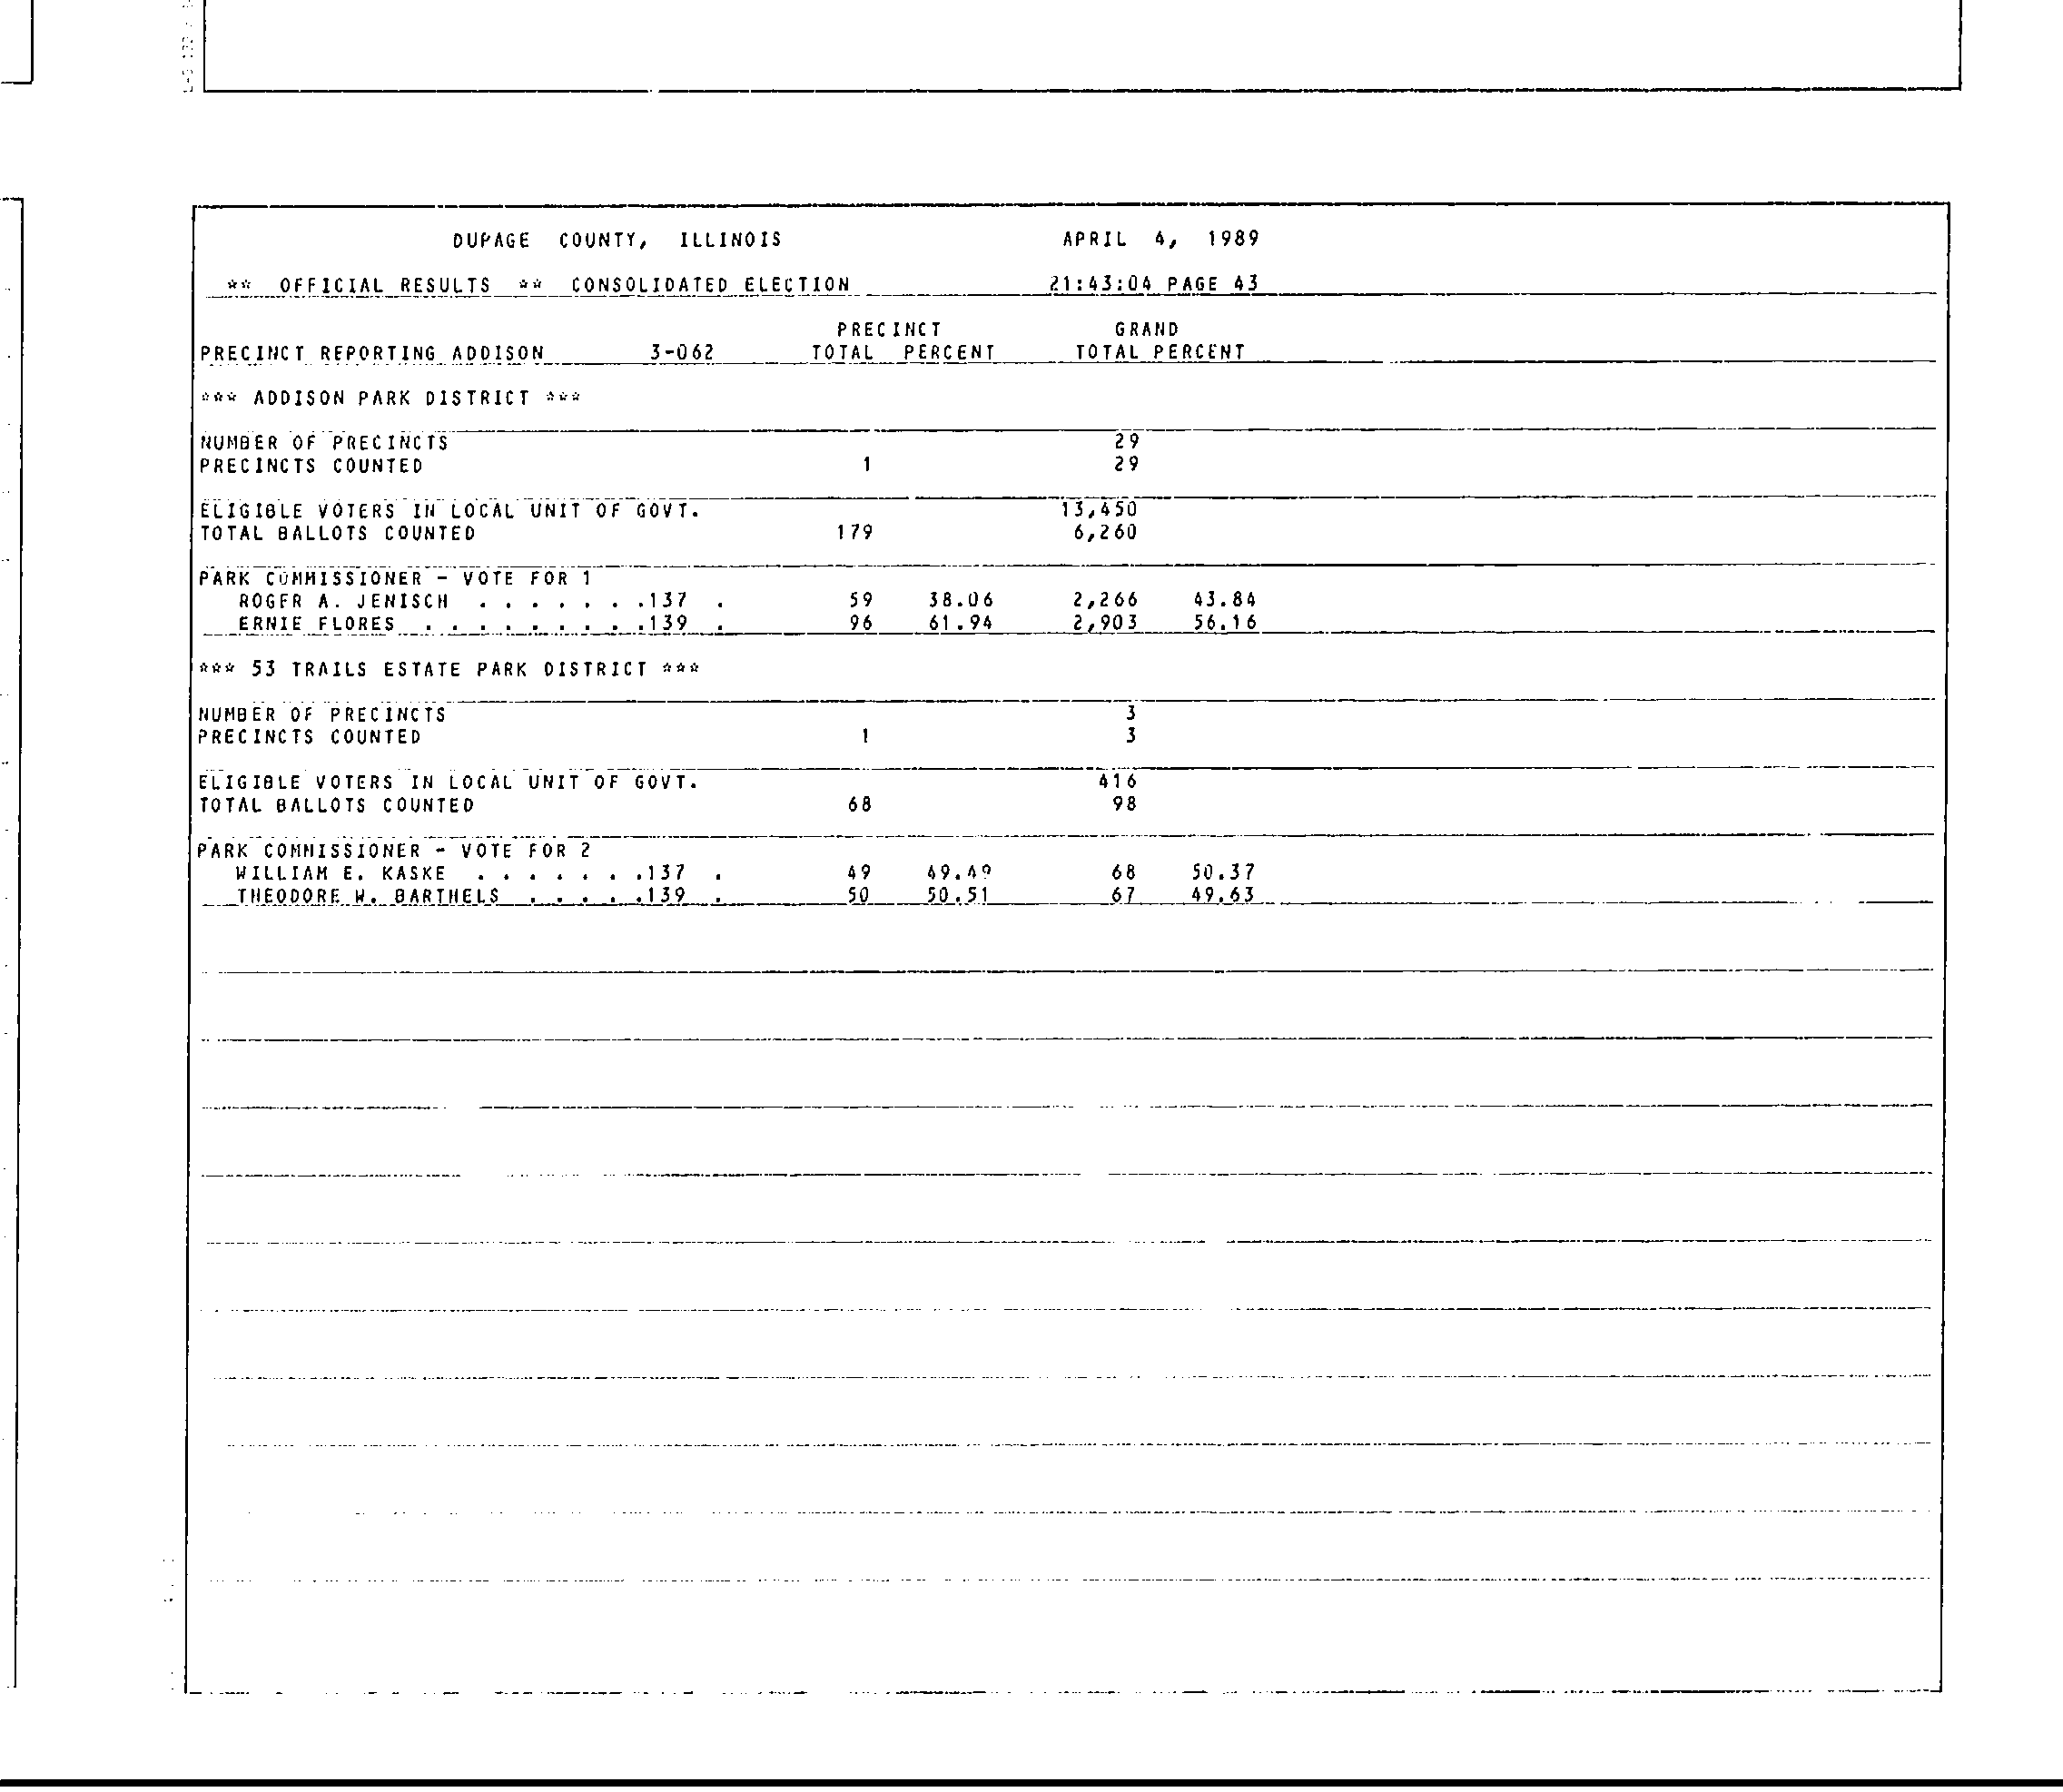 DUPAGE COUNTY, ILLINOIS APRIL 4, 1989
** OFFICIAL RESULTS ** CONSOLIDATED ELECTION 21:43:04 PAGE 43
PRECINCT GRAND
PRECINCT REPORTING ADDISON 3-062 TOTAL PERCENT TOTAL PERCENT
*** ADDISON PARK DISTRICT ***
NUMBER OF PRECINCTS 29
PRECINCTS COUNTED 1 29
ELIGIBLE VOTERS IN LOCAL UNIT OF GOVT. 13,450
TOTAL BALLOTS COUNTED 179 6,260
PARK COMMISSIONER - VOTE FOR 1
ROGER A. JENISCH . . . . . . .137 . 59 38.06 2,266 43.84
ERNIE FLORES . . . . . . . . .139 . 96 61.94 2,903 56.16
*** 53 TRAILS ESTATE PARK DISTRICT ***
NUMBER OF PRECINCTS 3
PRECINCTS COUNTED 1 3
ELIGIBLE VOTERS IN LOCAL UNIT OF GOVT. 416
TOTAL BALLOTS COUNTED 68 98
PARK COMMISSIONER - VOTE FOR 2
WILLIAM E. KASKE . . . . . . .137 . 49 49.49 68 50.37
THEODORE W. BARTHELS . . . . .139 . 50 50.51 67 49.63